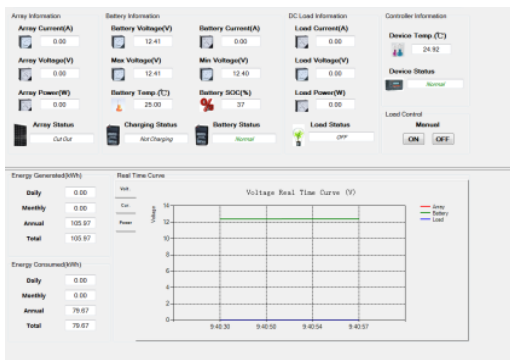 Array Information
Array Current(A)
0.00
Array Voltage(V)
0.00
Array Power(W)
0.00
Array Status
Cut Out
Battery Information
Battery Voltage(V)
12.41
Battery Current(A)
0.00
Max Voltage(V)
12.41
Min Voltage(V)
12.40
Battery Temp.(℃)
25.00
Battery SOC(%)
37
Charging Status
Not Charging
Battery Status
Normal
DC Load Information
Load Current(A)
0.00
Load Voltage(V)
0.00
Load Power(W)
0.00
Load Status
OFF
Controller Information
Device Temp.(℃)
24.92
Device Status
Normal
Load Control
Manual
ON OFF
Energy Generated(kWh)
Daily 0.00
Monthly 0.00
Annual 105.97
Total 105.97
Energy Consumed(kWh)
Daily 0.00
Monthly 0.00
Annual 79.67
Total 79.67
Real Time Curve
Volt.
Cur.
Power
Voltage Real Time Curve (V)
Voltage
14
12
10
8
6
4
2
0
9:40:30 9:40:50 9:40:54 9:40:57
Array
Battery
Load